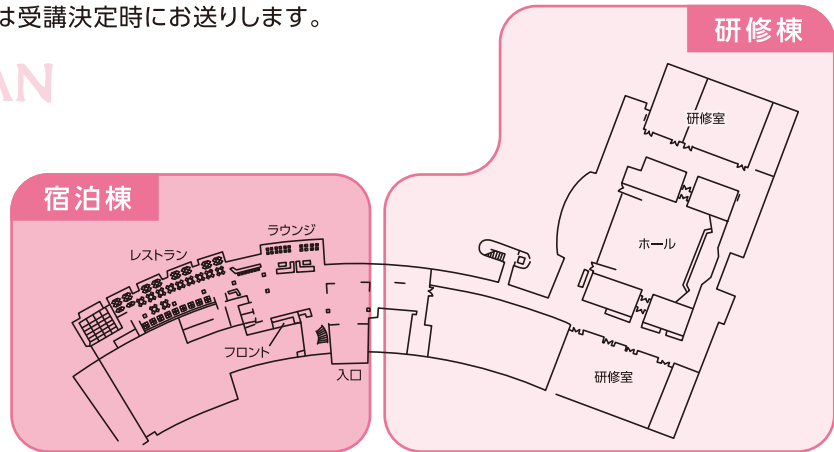 は受講決定時にお送りします。
AN
研修棟
研修室
宿泊棟
ラウンジ
レストラン
ホール
フロント
入口
研修室